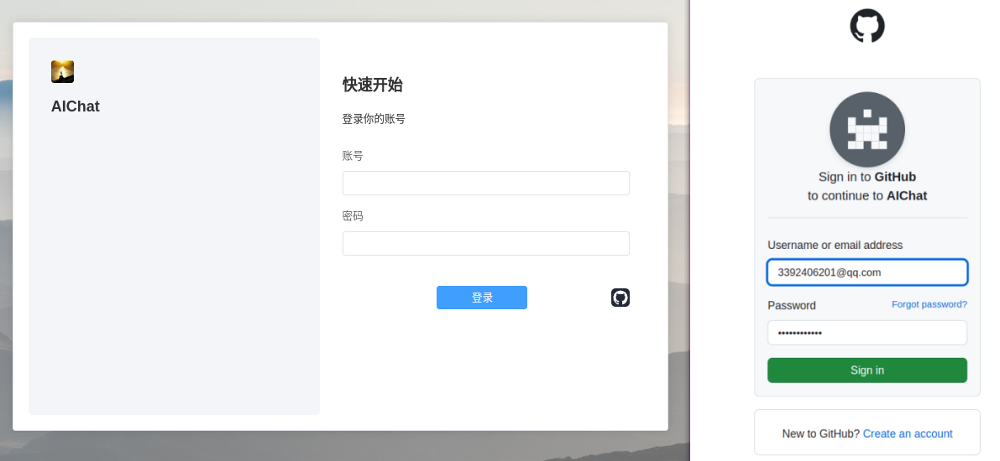 AIChat
快速开始
登录你的账号
账号
密码
登录
Sign in to GitHub
to continue to AIChat
Username or email address
3392406201@qq.com
Password
Forgot password?
••••••••••••
Sign in
New to GitHub? Create an account